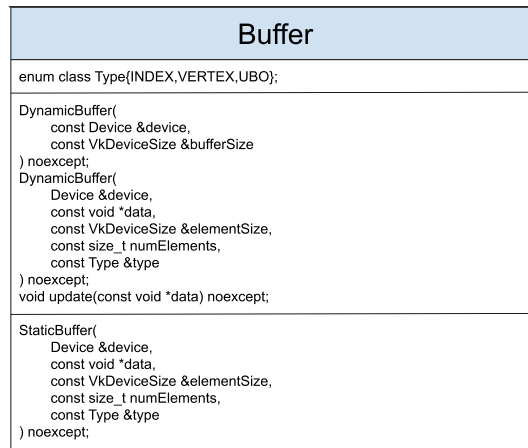 Buffer
enum class Type{INDEX,VERTEX,UBO};
DynamicBuffer(
const Device &device,
const VkDeviceSize &bufferSize
) noexcept;
DynamicBuffer(
Device &device,
const void *data,
const VkDeviceSize &elementSize,
const size_t numElements,
const Type &type
) noexcept;
void update(const void *data) noexcept;
StaticBuffer(
Device &device,
const void *data,
const VkDeviceSize &elementSize,
const size_t numElements,
const Type &type
) noexcept;